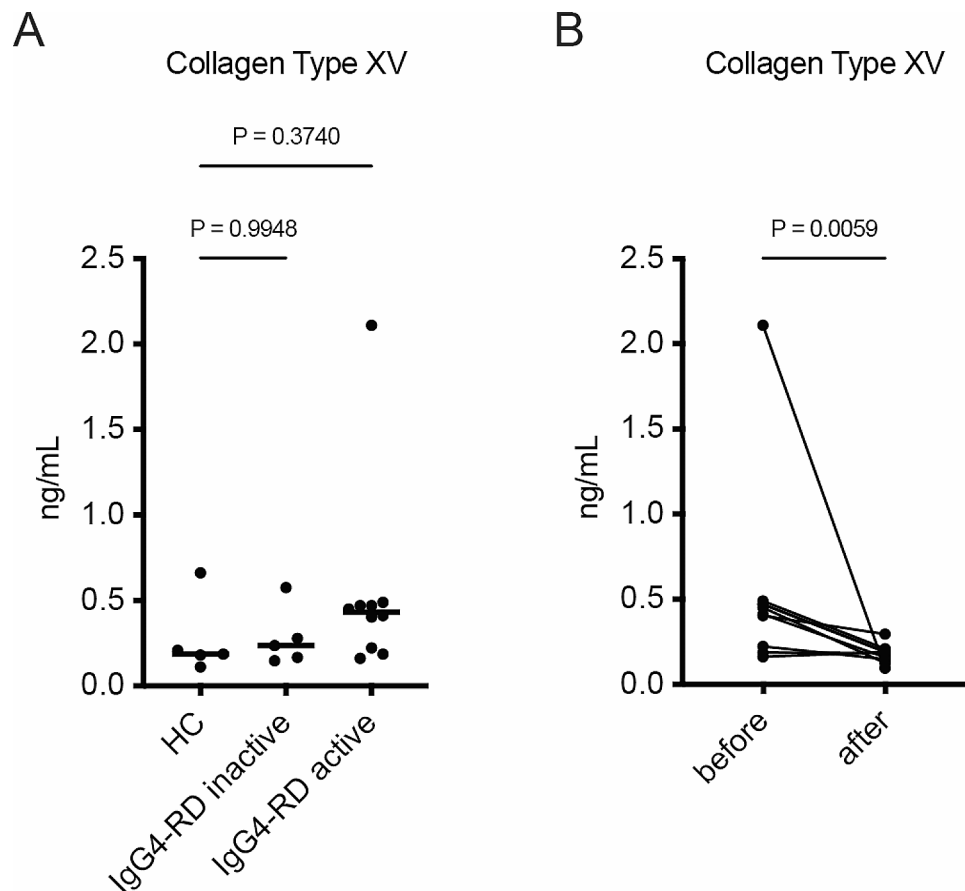 A
Collagen Type XV
P = 0.3740
P = 0.9948
2.5
2.0
1.5
1.0
0.5
0.0
ng/mL
HC
IgG4-RD inactive
IgG4-RD active
B
Collagen Type XV
P = 0.0059
2.5
2.0
1.5
1.0
0.5
0.0
ng/mL
before
after